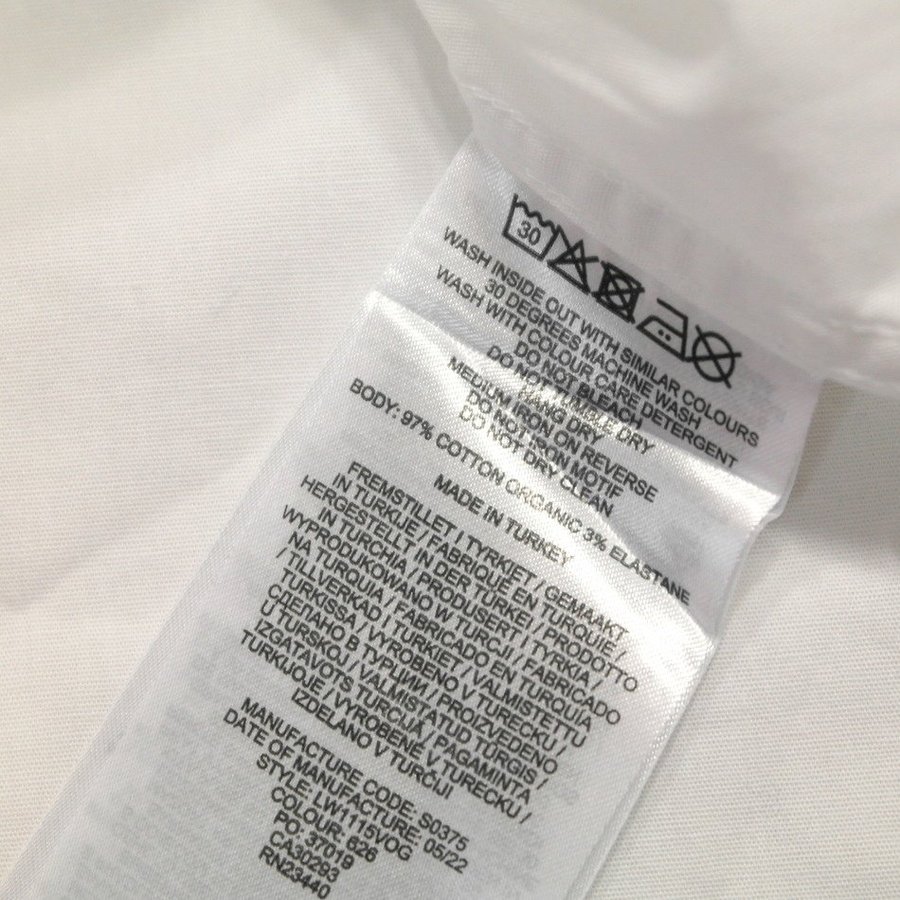 30
WASH INSIDE OUT WITH SIMILAR COLOURS
30 DEGREES MACHINE WASH
WASH WITH COLOUR CARE DETERGENT
DO NOT BLEACH
DO NOT TUMBLE DRY
HANG DRY
MEDIUM IRON ON REVERSE
DO NOT IRON MOTIF
DO NOT DRY CLEAN
BODY: 97% COTTON ORGANIC 3% ELASTANE
MADE IN TURKEY
FREMSTILLET I TYRKIET / GEMAAKT
IN TURKIJE / FABRIQUÉ EN TURQUIE /
HERGESTELLT IN DER TÜRKEI / PRODOTTO
IN TURCHIA / PRODUSERT I TYRKIA /
WYPRODUKOWANO W TURCJI / FABRICADO
NA TURQUIA / FABRICADO EN TURQUIA
/ TILLVERKAD I TURKIET / VALMISTETTU
TURKISSA / VYROBENO V TURECKU /
СДЕЛАНО В ТУРЦИИ / PROIZVEDENO
U TURSKOJ / VALMISTATUD TÜRGIS /
IZGATAVOTS TURCIJĀ / PAGAMINTA
TURKIJOJE / VYROBENÉ V TURECKU /
IZDELANO V TURČIJI
MANUFACTURE CODE: S0375
DATE OF MANUFACTURE: 05/22
STYLE: LW1115VOG
COLOUR: 626
PO: 37019
CA30293
RN23440